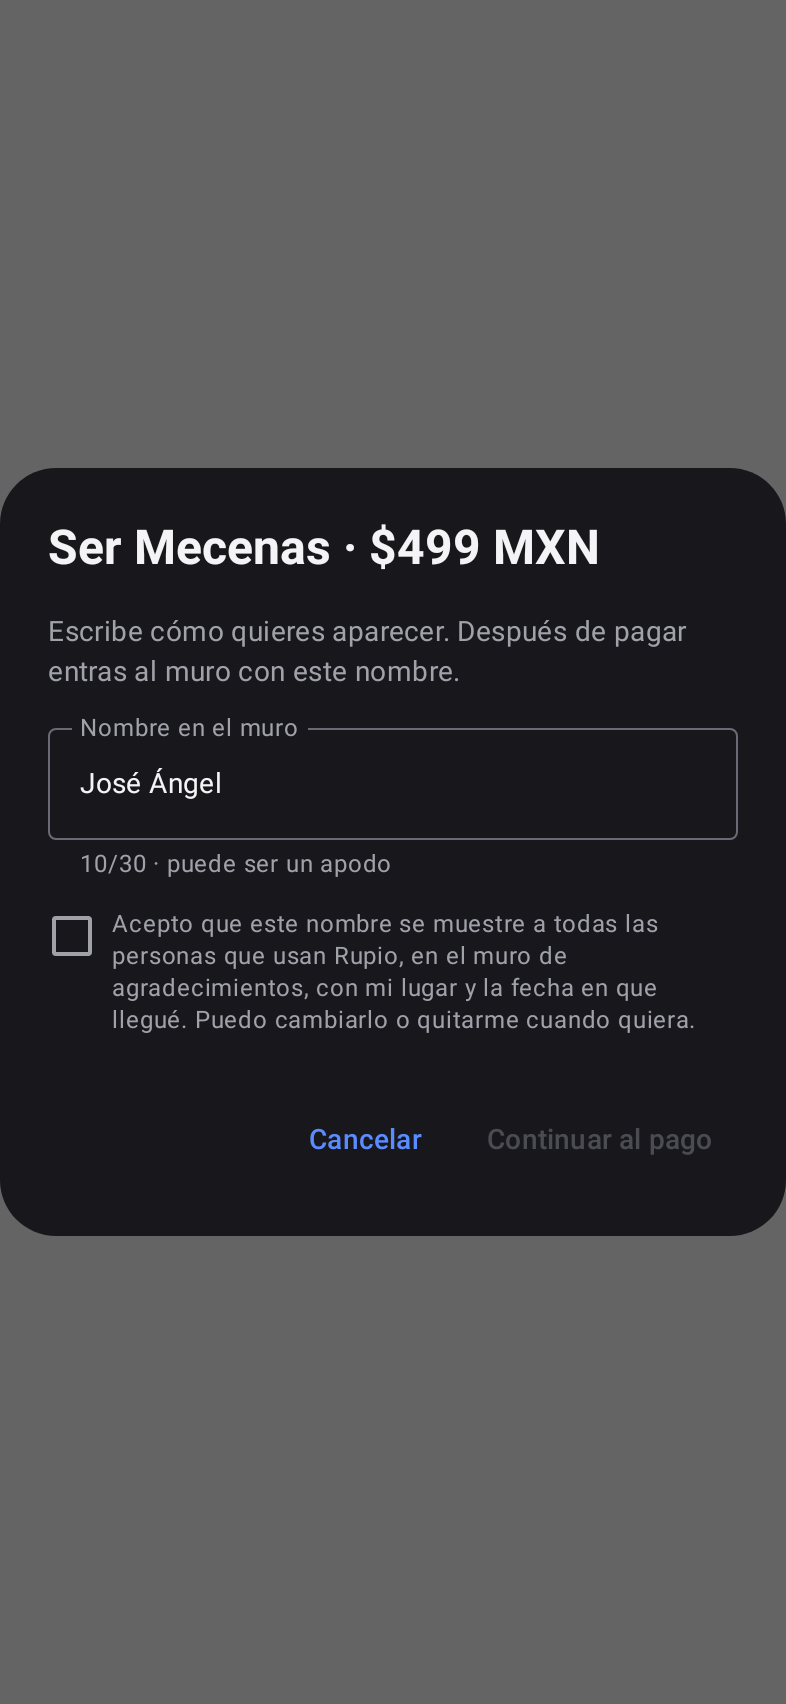 Ser Mecenas · $499 MXN
Escribe cómo quieres aparecer. Después de pagar
entras al muro con este nombre.
Nombre en el muro
José Ángel
10/30 · puede ser un apodo
Acepto que este nombre se muestre a todas las
personas que usan Rupio, en el muro de
agradecimientos, con mi lugar y la fecha en que
llegué. Puedo cambiarlo o quitarme cuando quiera.
Cancelar
Continuar al pago